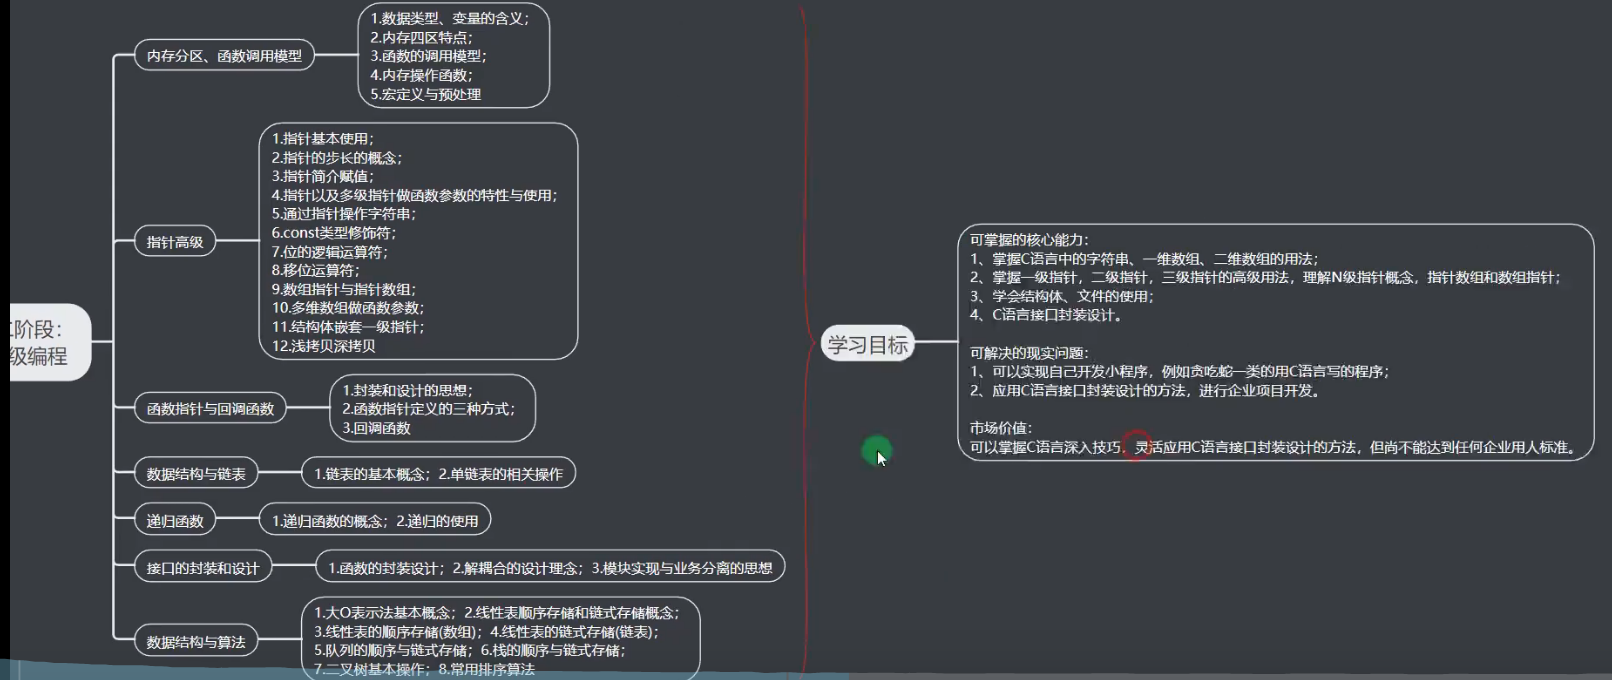 阶段：
级编程
内存分区、函数调用模型
1.数据类型、变量的含义；
2.内存四区特点；
3.函数的调用模型；
4.内存操作函数；
5.宏定义与预处理
指针高级
1.指针基本使用；
2.指针的步长的概念；
3.指针简介赋值；
4.指针以及多级指针做函数参数的特性与使用；
5.通过指针操作字符串；
6.const类型修饰符；
7.位的逻辑运算符；
8.移位运算符；
9.数组指针与指针数组；
10.多维数组做函数参数；
11.结构体嵌套一级指针；
12.浅拷贝深拷贝
函数指针与回调函数
1.封装和设计的思想；
2.函数指针定义的三种方式；
3.回调函数
数据结构与链表
1.链表的基本概念；2.单链表的相关操作
递归函数
1.递归函数的概念；2.递归的使用
接口的封装和设计
1.函数的封装设计；2.解耦合的设计理念；3.模块实现与业务分离的思想
数据结构与算法
1.大O表示法基本概念；2.线性表顺序存储和链式存储概念；
3.线性表的顺序存储(数组)；4.线性表的链式存储(链表)；
5.队列的顺序与链式存储；6.栈的顺序与链式存储；
7.二叉树基本操作；8.常用排序算法
学习目标
可掌握的核心能力：
1、掌握C语言中的字符串、一维数组、二维数组的用法；
2、掌握一级指针，二级指针，三级指针的高级用法，理解N级指针概念，指针数组和数组指针；
3、学会结构体、文件的使用；
4、C语言接口封装设计。
可解决的现实问题：
1、可以实现自己开发小程序，例如贪吃蛇一类的用C语言写的程序；
2、应用C语言接口封装设计的方法，进行企业项目开发。
市场价值：
可以掌握C语言深入技巧，灵活应用C语言接口封装设计的方法，但尚不能达到任何企业用人标准。